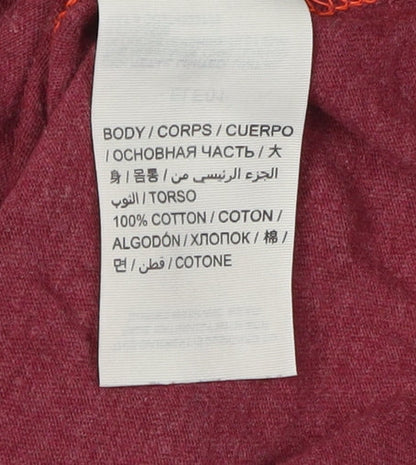 BODY / CORPS / CUERPO
/ ОСНОВНАЯ ЧАСТЬ / 大
身 / 몸통 / الجزء الرئيسي من
النوب / TORSO
100% COTTON / COTON /
ALGODÓN / ХЛОПОК / 棉 /
면 / قطن / COTONE